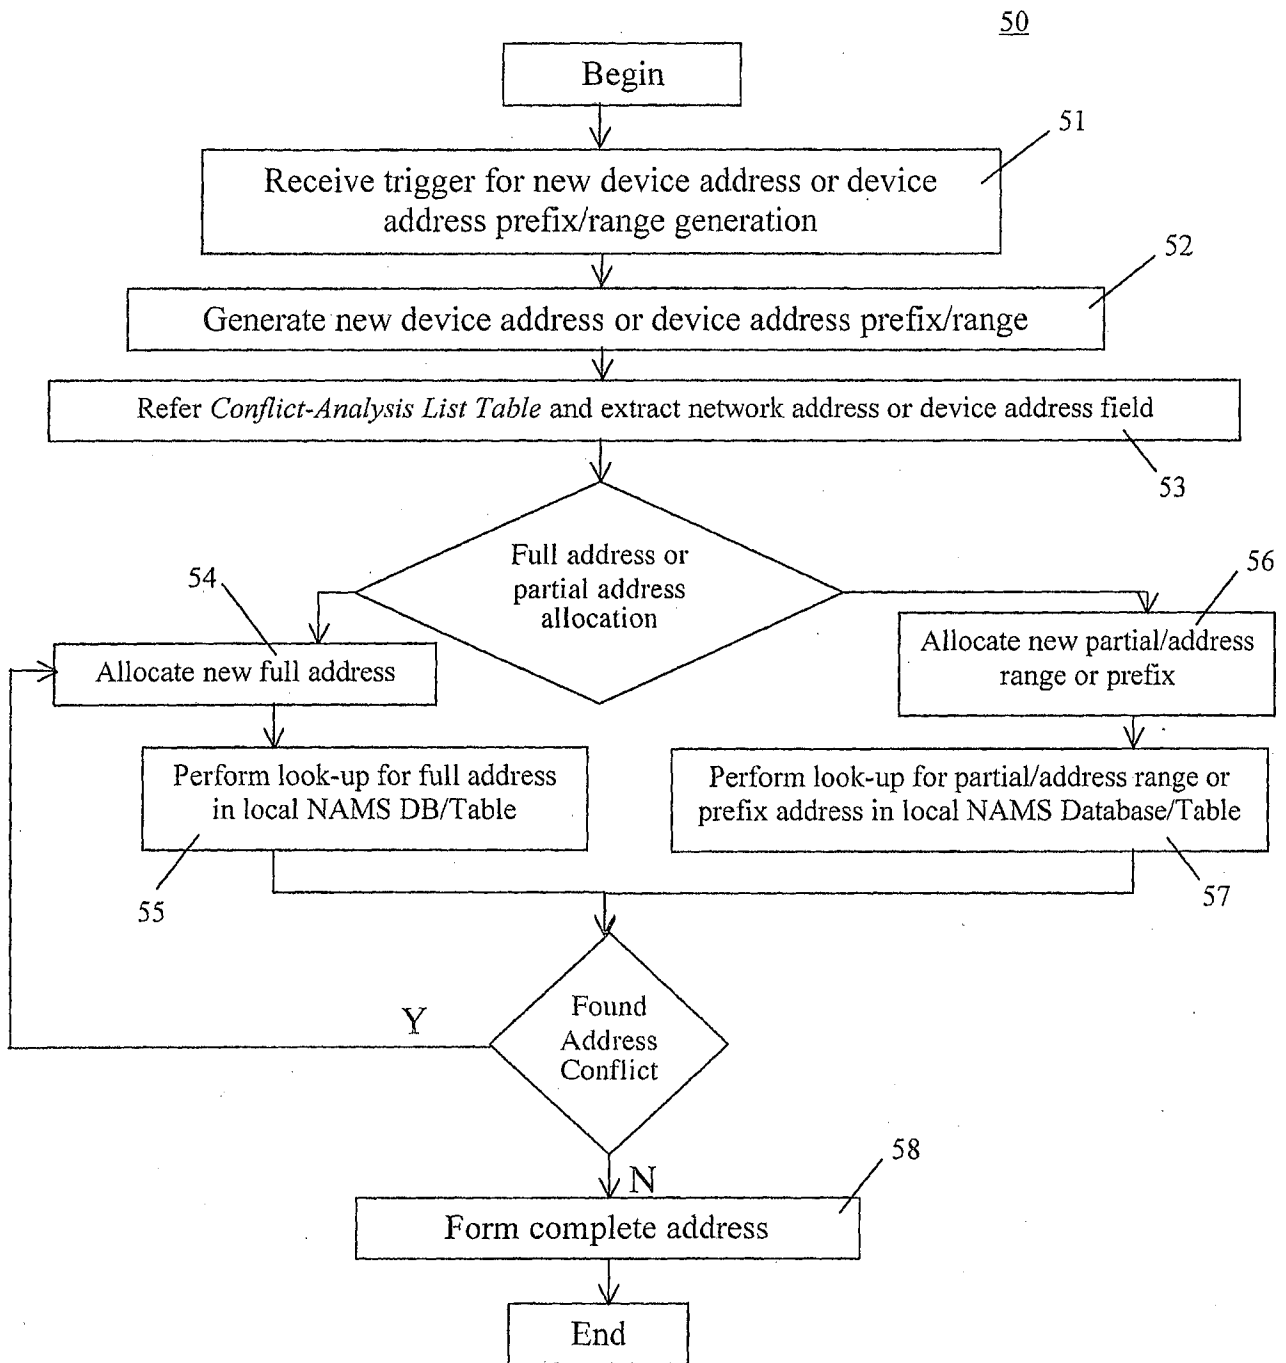 50
Begin
51
Receive trigger for new device address or device
address prefix/range generation
52
Generate new device address or device address prefix/range
Refer Conflict-Analysis List Table and extract network address or device address field
53
Full address or
partial address
allocation
54
56
Allocate new full address
Allocate new partial/address
range or prefix
Perform look-up for full address
in local NAMS DB/Table
Perform look-up for partial/address range or
prefix address in local NAMS Database/Table
55
57
Found
Address
Conflict
Y
N
58
Form complete address
End